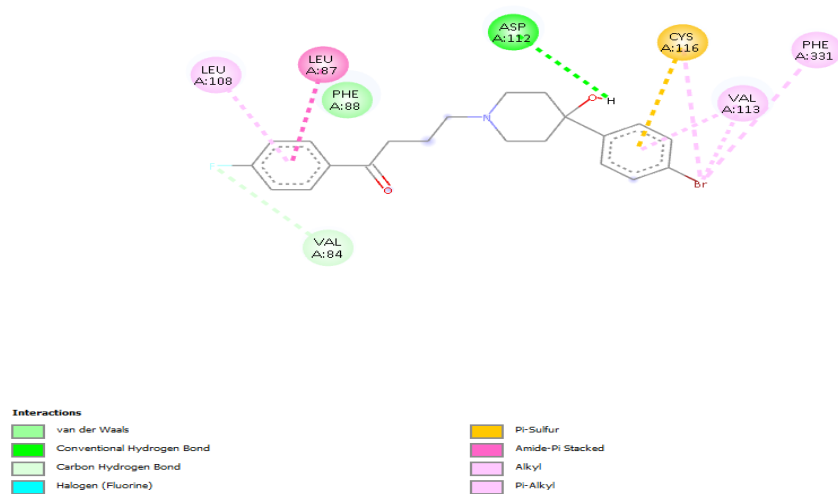 ASP
A:112
CYS
A:116
PHE
A:331
LEU
A:108
LEU
A:87
PHE
A:88
VAL
A:113
O
H
N
F
O
Br
VAL
A:84
Interactions
van der Waals
Conventional Hydrogen Bond
Carbon Hydrogen Bond
Halogen (Fluorine)
Pi-Sulfur
Amide-Pi Stacked
Alkyl
Pi-Alkyl